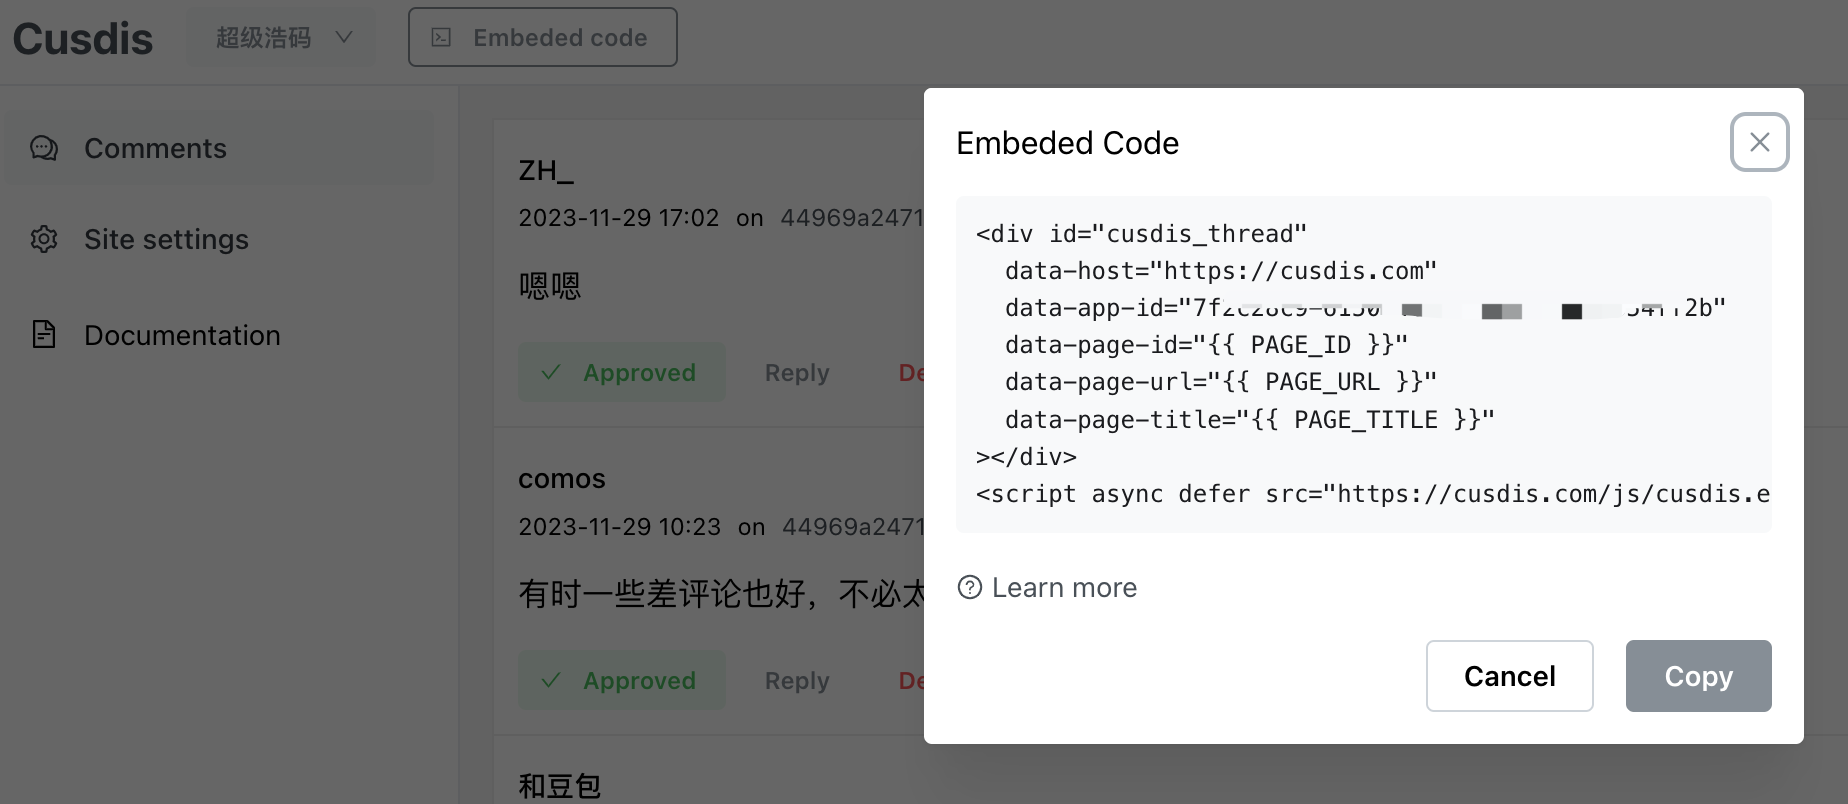 Cusdis
超级浩码
Embeded code
Comments
Site settings
Documentation
ZH_
2023-11-29 17:02 on 44969a2471
嗯嗯
Approved Reply De
comos
2023-11-29 10:23 on 44969a2471
有时一些差评论也好，不必太
Approved Reply De
和豆包
Embeded Code
<div id="cusdis_thread"
data-host="https://cusdis.com"
data-app-id="7f2c28c9-6150 54ff2b"
data-page-id="{{ PAGE_ID }}"
data-page-url="{{ PAGE_URL }}"
data-page-title="{{ PAGE_TITLE }}"
></div>
<script async defer src="https://cusdis.com/js/cusdis.e
Learn more
Cancel
Copy